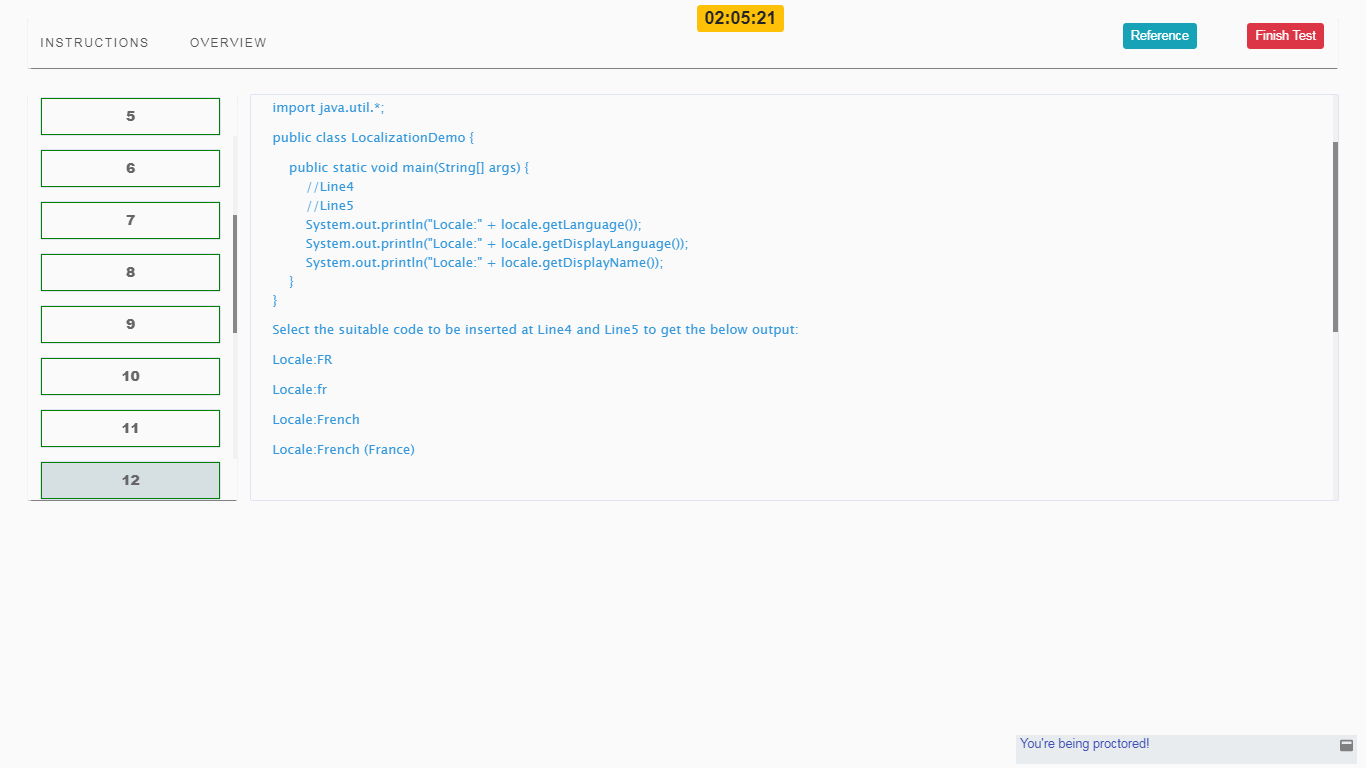 02:05:21
INSTRUCTIONS
OVERVIEW
Reference
Finish Test
5
6
7
8
9
10
11
12
import java.util.*;
public class LocalizationDemo {
public static void main(String[] args) {
//Line4
//Line5
System.out.println("Locale:" + locale.getLanguage());
System.out.println("Locale:" + locale.getDisplayLanguage());
System.out.println("Locale:" + locale.getDisplayName());
}
}
Select the suitable code to be inserted at Line4 and Line5 to get the below output:
Locale:FR
Locale:fr
Locale:French
Locale:French (France)
You're being proctored!